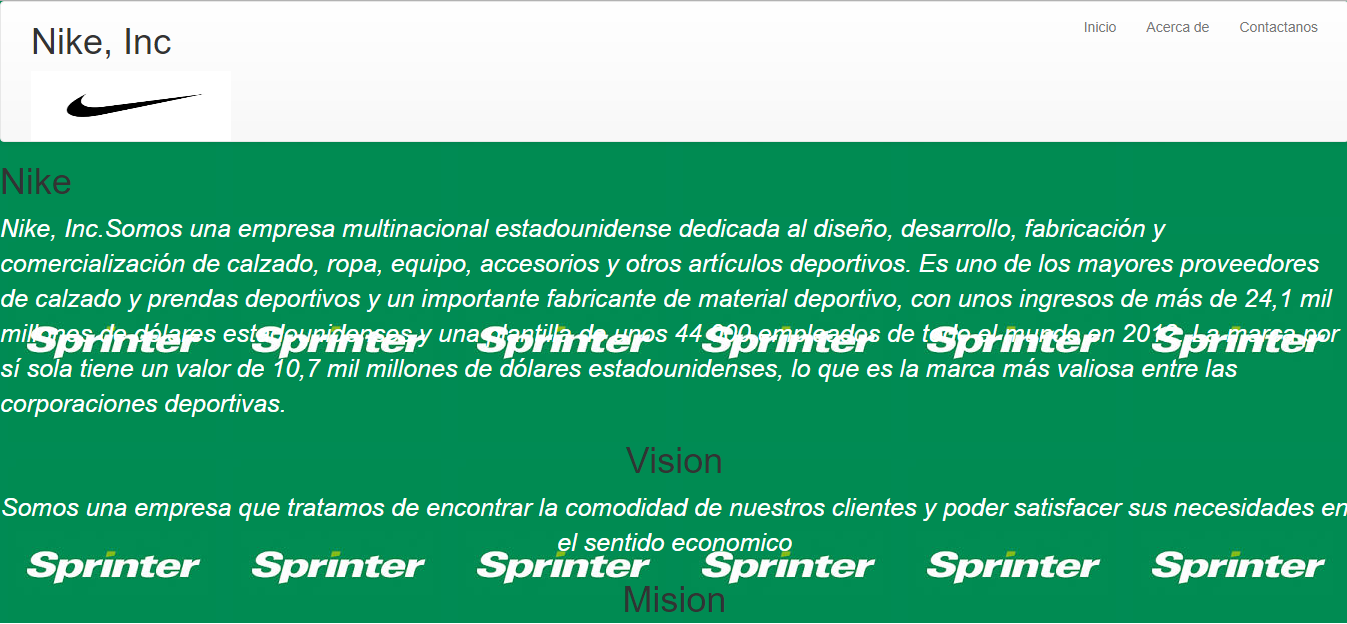 Nike, Inc
Inicio Acerca de Contactanos
Nike
Nike, Inc.Somos una empresa multinacional estadounidense dedicada al diseño, desarrollo, fabricación y
comercialización de calzado, ropa, equipo, accesorios y otros artículos deportivos. Es uno de los mayores proveedores
de calzado y prendas deportivos y un importante fabricante de material deportivo, con unos ingresos de más de 24,1 mil
millones de dólares estadounidenses y una plantilla de unos 44 000 empleados de todo el mundo en 2012. La marca por
Sprinter Sprinter Sprinter Sprinter Sprinter Sprinter
sí sola tiene un valor de 10,7 mil millones de dólares estadounidenses, lo que es la marca más valiosa entre las
corporaciones deportivas.
Vision
Somos una empresa que tratamos de encontrar la comodidad de nuestros clientes y poder satisfacer sus necesidades en
el sentido economico
Sprinter Sprinter Sprinter Sprinter Sprinter Sprinter
Mision